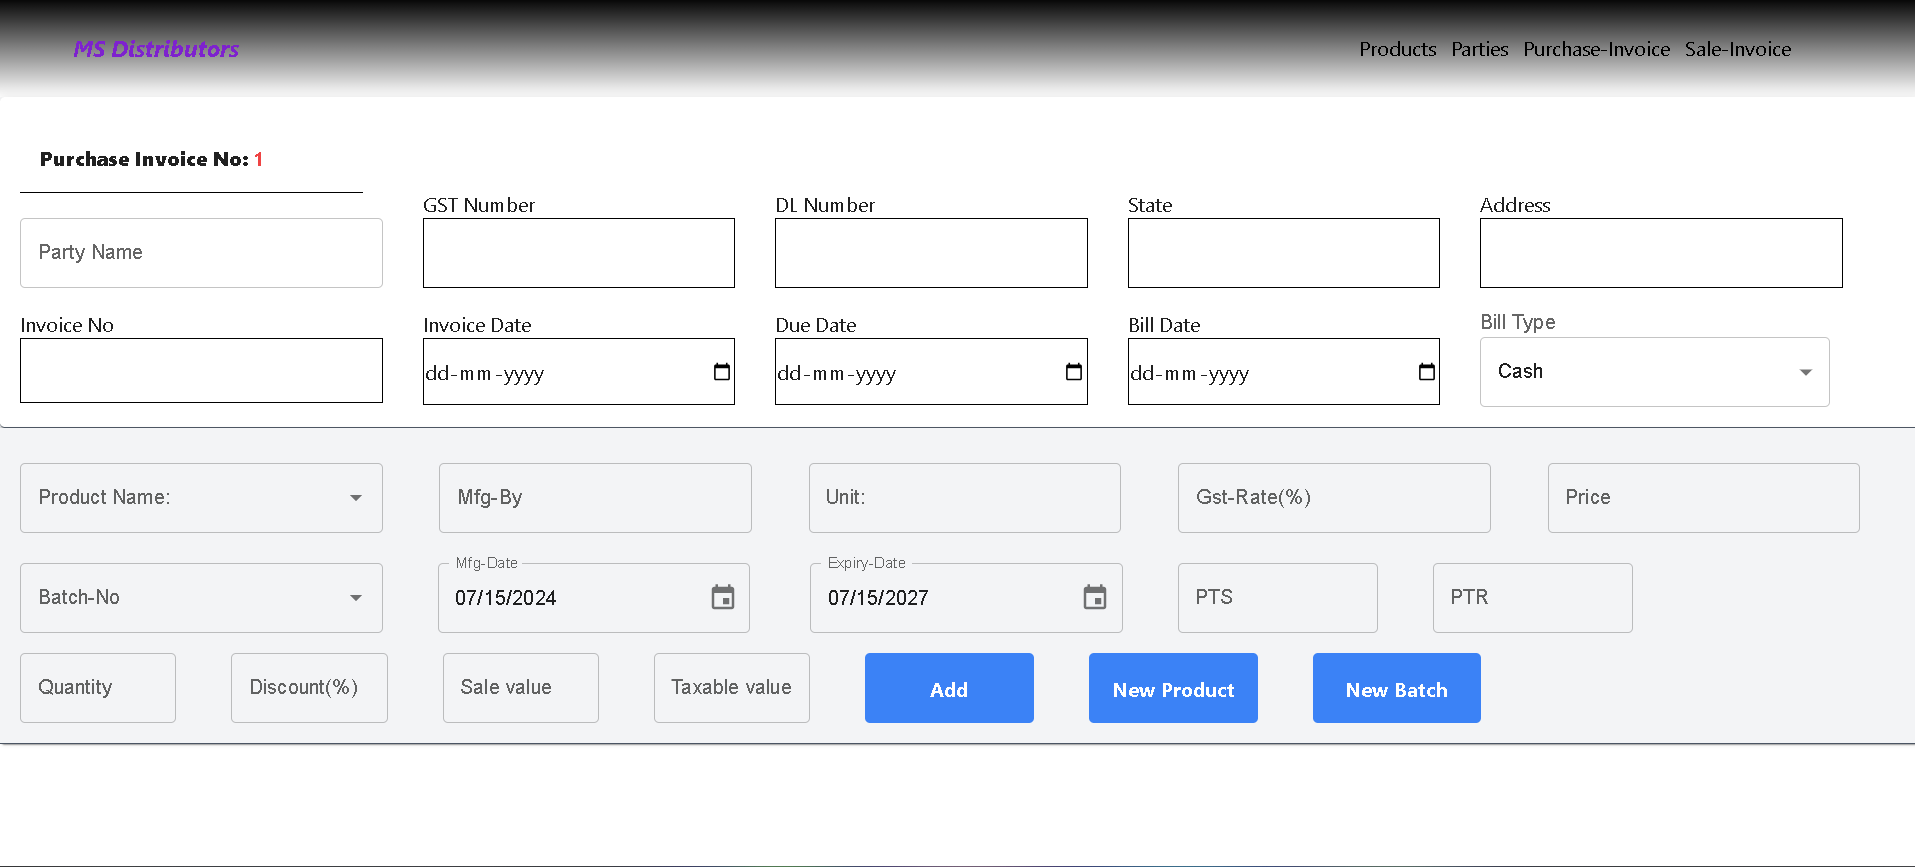 MS Distributors Products Parties Purchase-Invoice Sale-Invoice
Purchase Invoice No: 1
GST Number DL Number State Address
Party Name
Invoice No Invoice Date Due Date Bill Date Bill Type
dd-mm-yyyy dd-mm-yyyy dd-mm-yyyy Cash
Product Name: Mfg-By Unit: Gst-Rate(%) Price
Mfg-Date Expiry-Date
Batch-No 07/15/2024 07/15/2027 PTS PTR
Quantity Discount(%) Sale value Taxable value Add New Product New Batch